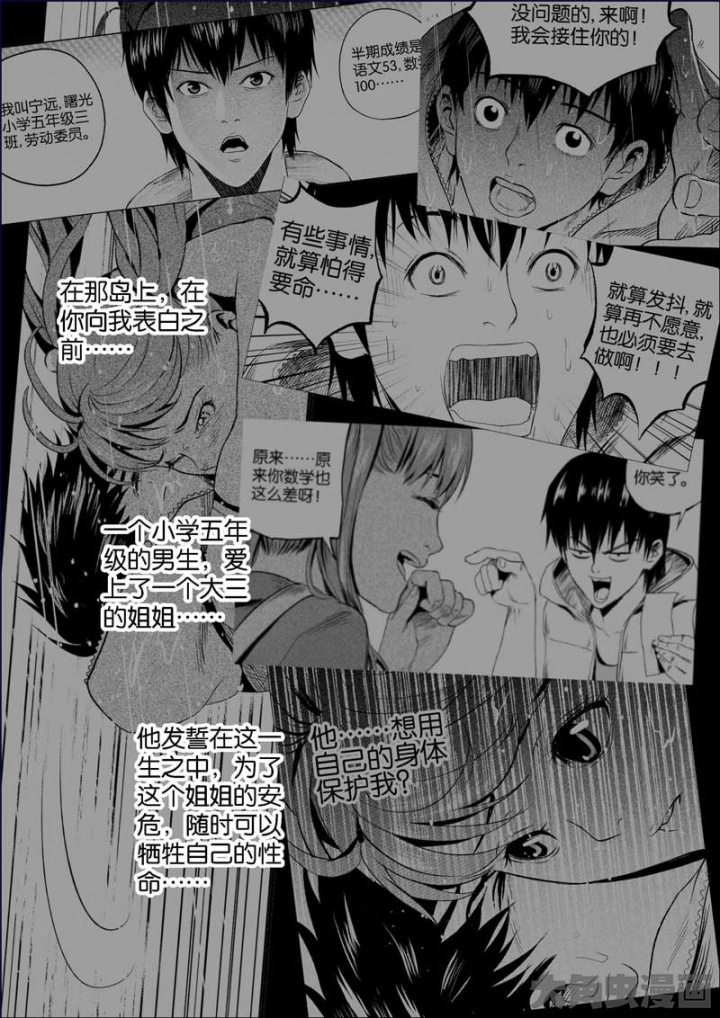 我叫宁远，曙光
小学五年级三
班，劳动委员。
半期成绩是
语文53，数
100……
没问题的，来啊！
我会接住你的！
有些事情，
就算怕得
要命……
就算发抖，就
算再不愿意，
也必须要去
做啊！！！
在那岛上，在
你向我表白之
前……
原来……原
来你数学也
这么差呀！
你笑了。
一个小学五年
级的男生，爱
上了一个大三
的姐姐……
他……想用
自己的身体
保护我？
他发誓在这一
生之中，为了
这个姐姐的安
危，随时可以
牺牲自己的性
命……
大角虫漫画